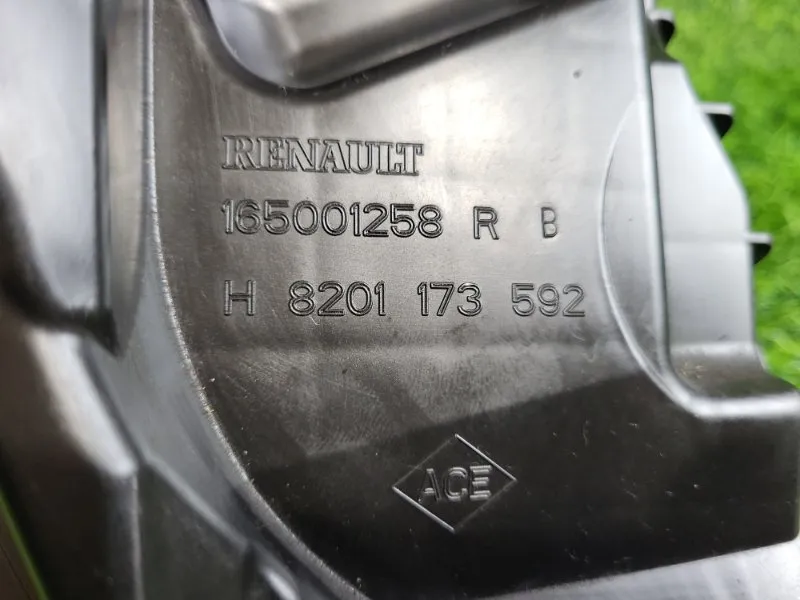 RENAULT
165001258 R B
H 8201 173 592
ACE